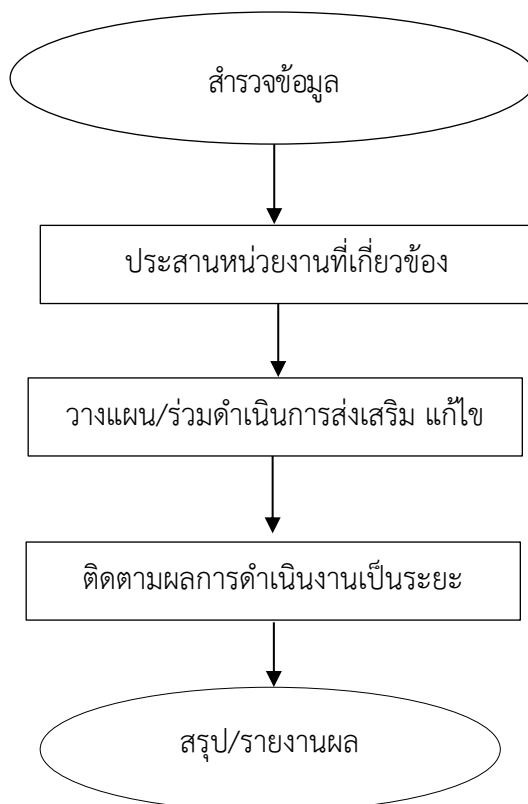 สำรวจข้อมูล
ประสานหน่วยงานที่เกี่ยวข้อง
วางแผน/ร่วมดำเนินการส่งเสริม แก้ไข
ติดตามผลการดำเนินงานเป็นระยะ
สรุป/รายงานผล